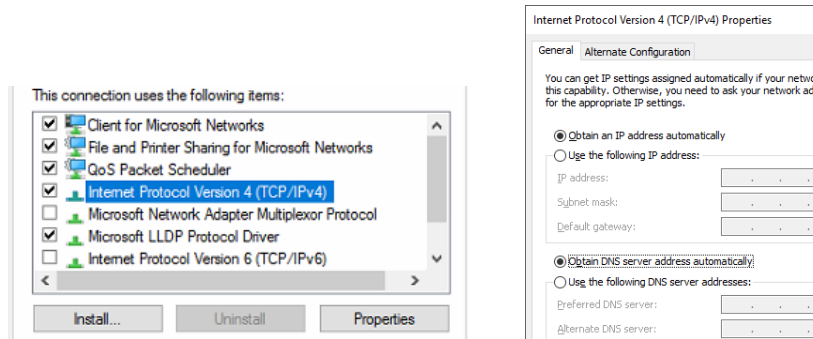 This connection uses the following items:
Client for Microsoft Networks
File and Printer Sharing for Microsoft Networks
QoS Packet Scheduler
Internet Protocol Version 4 (TCP/IPv4)
Microsoft Network Adapter Multiplexor Protocol
Microsoft LLDP Protocol Driver
Internet Protocol Version 6 (TCP/IPv6)
Install...
Uninstall
Properties
Internet Protocol Version 4 (TCP/IPv4) Properties
General
Alternate Configuration
You can get IP settings assigned automatically if your netwo
this capability. Otherwise, you need to ask your network ad
for the appropriate IP settings.
Obtain an IP address automatically
Use the following IP address:
IP address:
Subnet mask:
Default gateway:
Obtain DNS server address automatically
Use the following DNS server addresses:
Preferred DNS server:
Alternate DNS server: